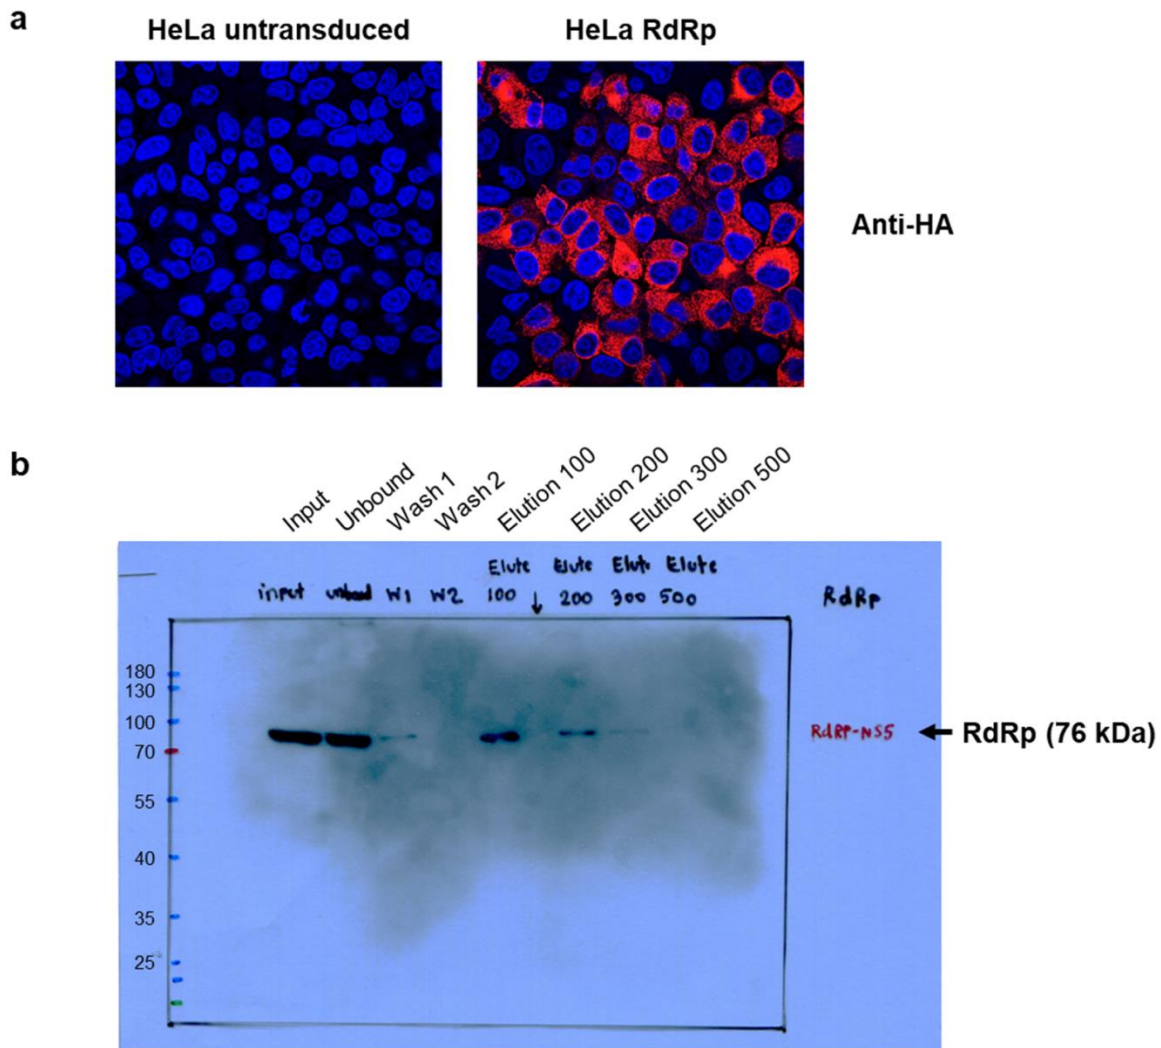 a
HeLa untransduced
HeLa RdRp
Anti-HA
b
Input
Unbound
Wash 1
Wash 2
Elution 100
Elution 200
Elution 300
Elution 500
Elute Elute Elute Elute
input unbound W1 W2 100 ↓ 200 300 500 RdRp
180
130
100
70
55
40
35
25
RdRp-NS5
RdRp (76 kDa)